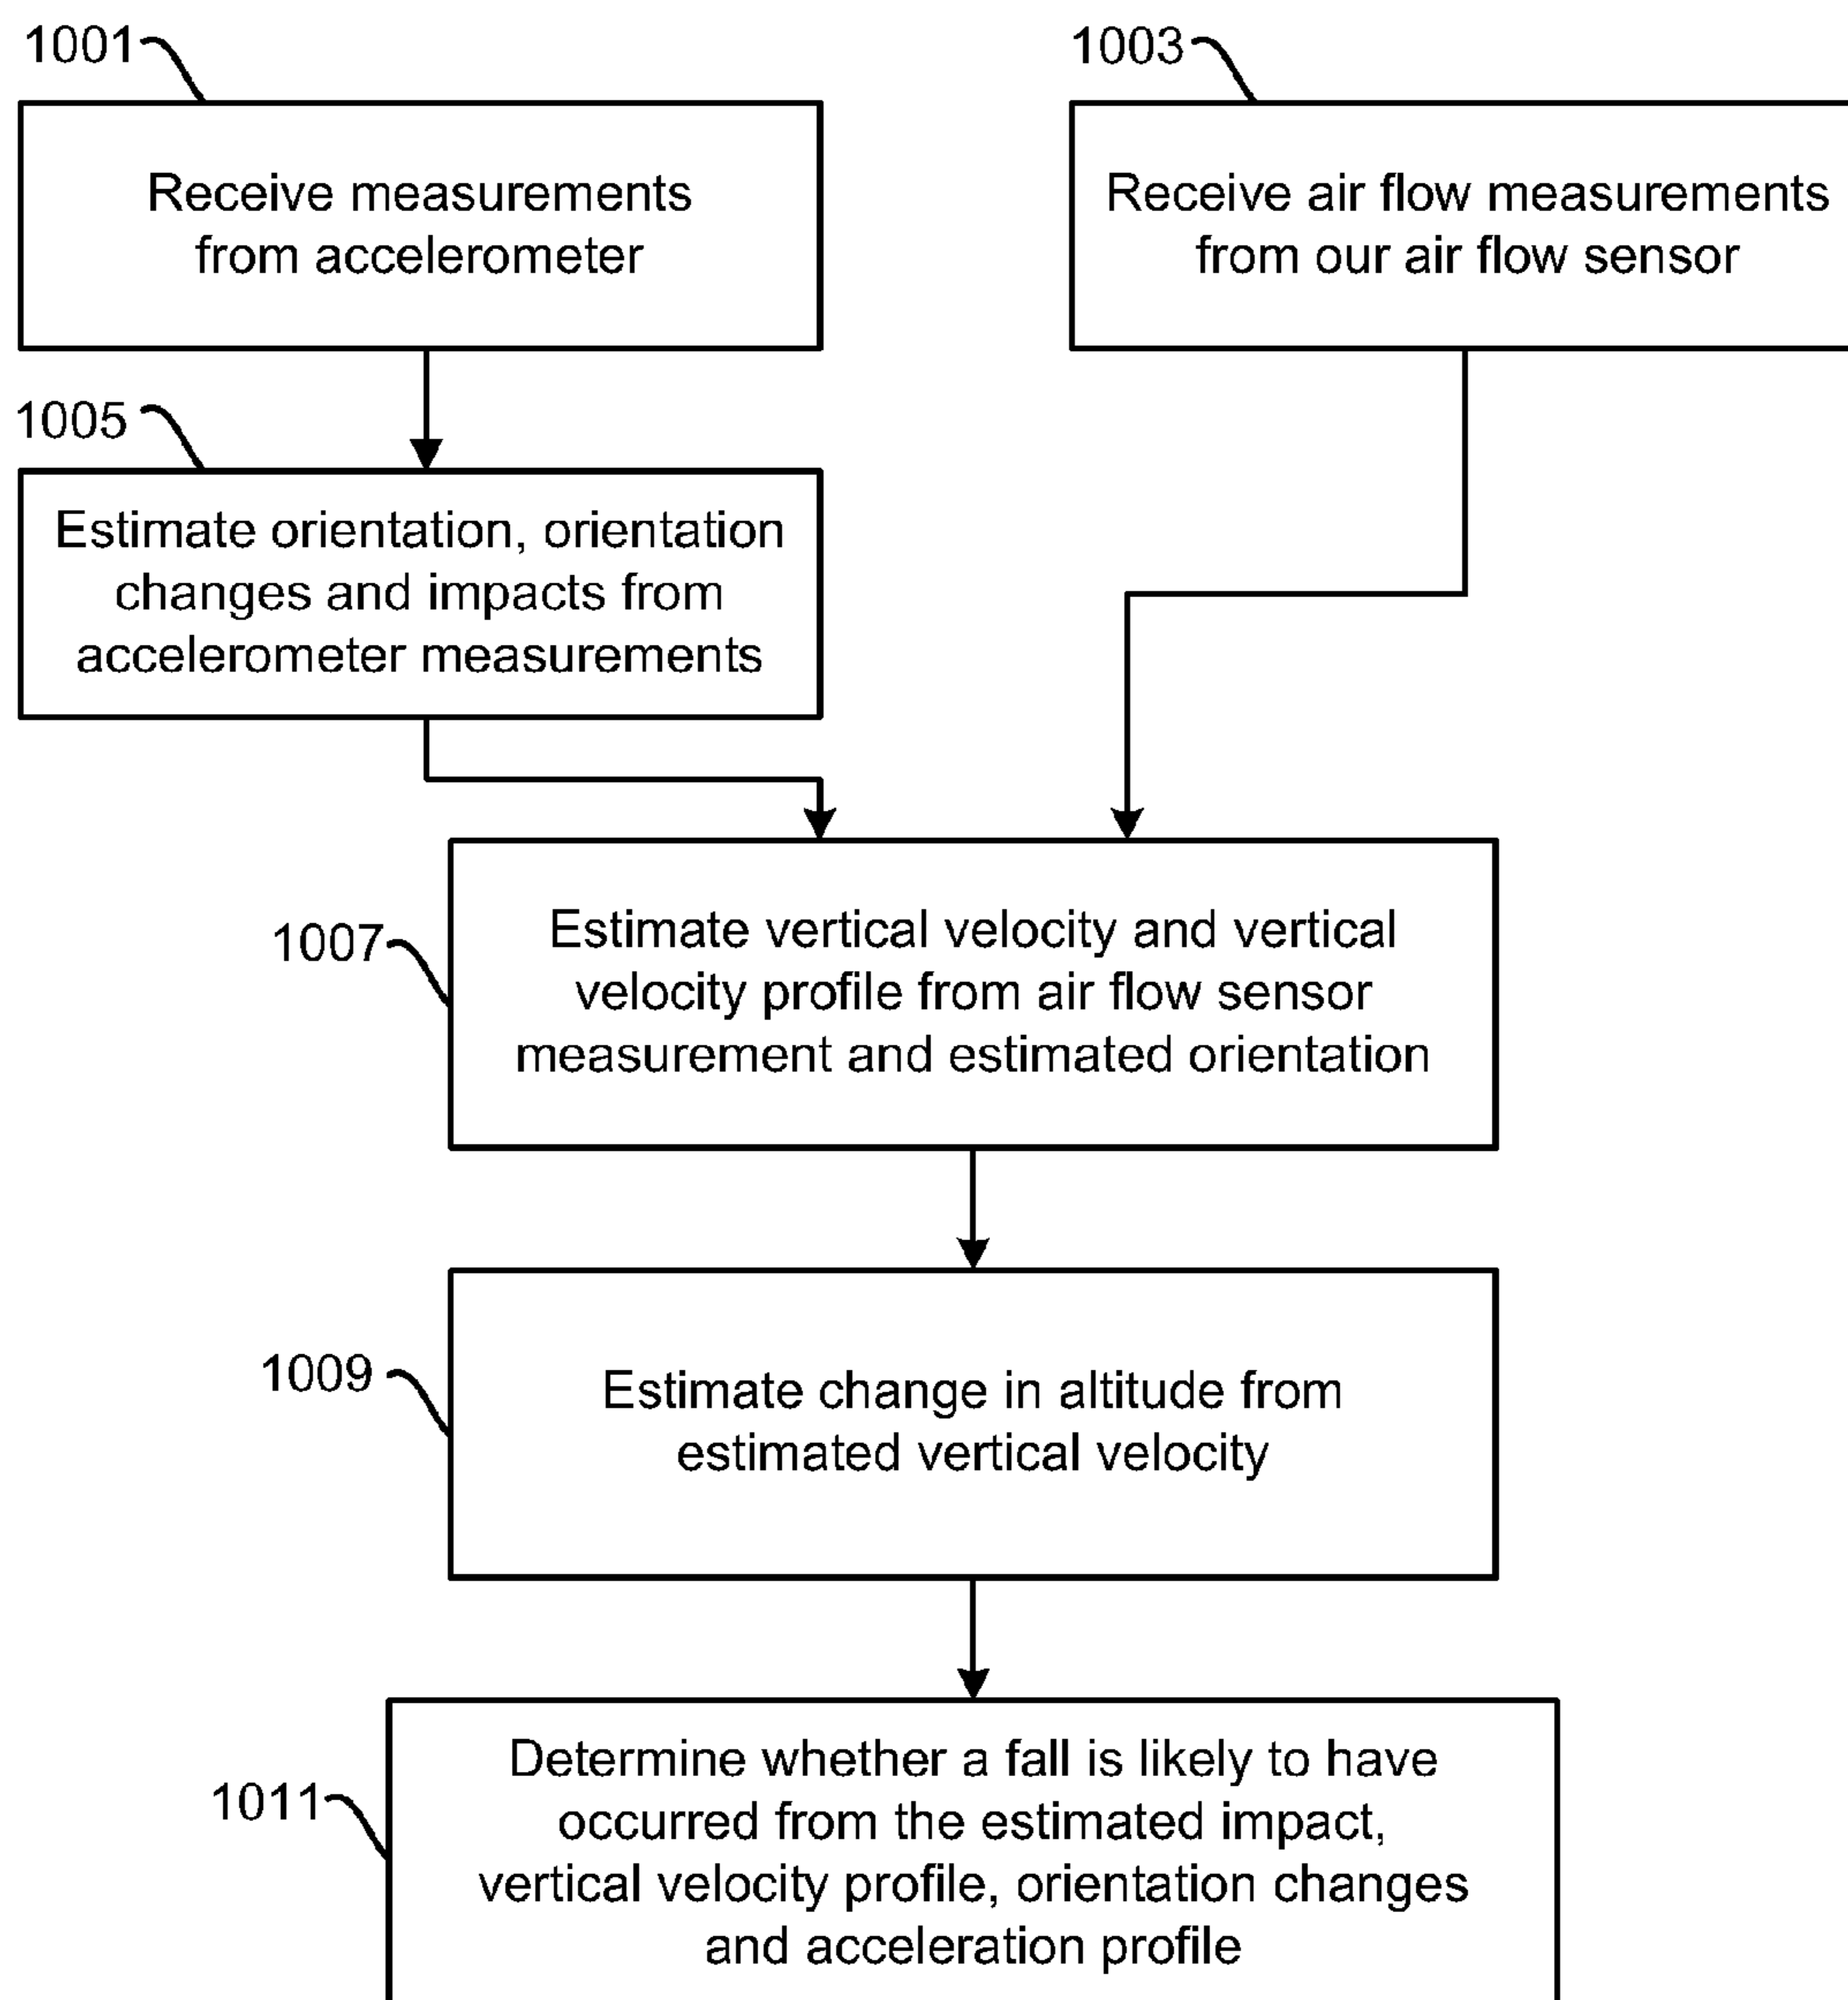 1001
Receive measurements
from accelerometer
1003
Receive air flow measurements
from our air flow sensor
1005
Estimate orientation, orientation
changes and impacts from
accelerometer measurements
1007
Estimate vertical velocity and vertical
velocity profile from air flow sensor
measurement and estimated orientation
1009
Estimate change in altitude from
estimated vertical velocity
1011
Determine whether a fall is likely to have
occurred from the estimated impact,
vertical velocity profile, orientation changes
and acceleration profile